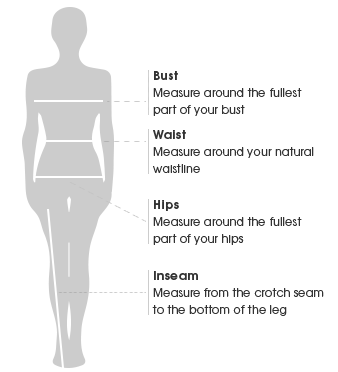 Bust
Measure around the fullest
part of your bust
Waist
Measure around your natural
waistline
Hips
Measure around the fullest
part of your hips
Inseam
Measure from the crotch seam
to the bottom of the leg